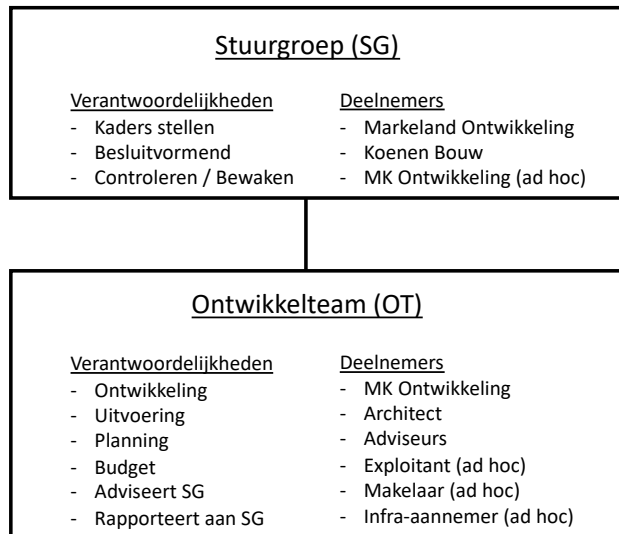 Stuurgroep (SG)
Verantwoordelijkheden
- Kaders stellen
- Besluitvormend
- Controleren / Bewaken
Deelnemers
- Markeland Ontwikkeling
- Koenen Bouw
- MK Ontwikkeling (ad hoc)
Ontwikkelteam (OT)
Verantwoordelijkheden
- Ontwikkeling
- Uitvoering
- Planning
- Budget
- Adviseert SG
- Rapporteert aan SG
Deelnemers
- MK Ontwikkeling
- Architect
- Adviseurs
- Exploitant (ad hoc)
- Makelaar (ad hoc)
- Infra-aannemer (ad hoc)